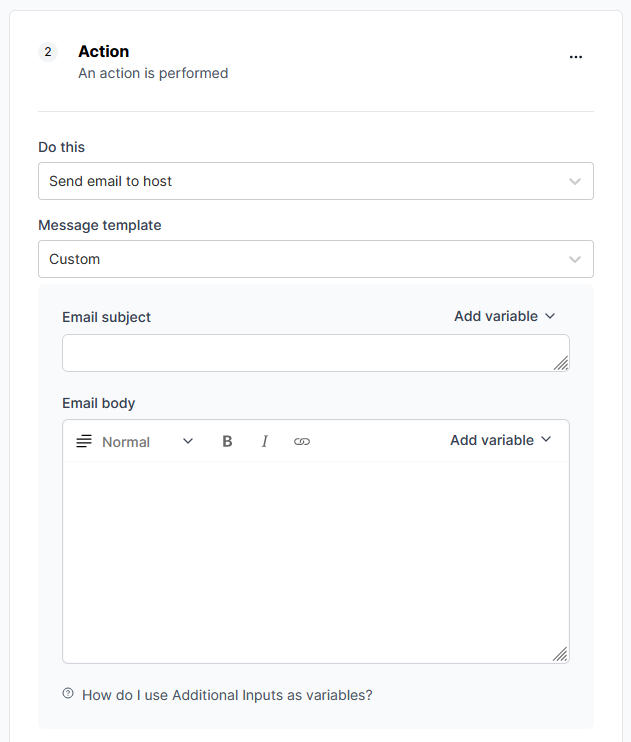 2
Action
...
An action is performed
Do this
Send email to host
Message template
Custom
Email subject
Add variable
Email body
Normal
B
I
Add variable
How do I use Additional Inputs as variables?